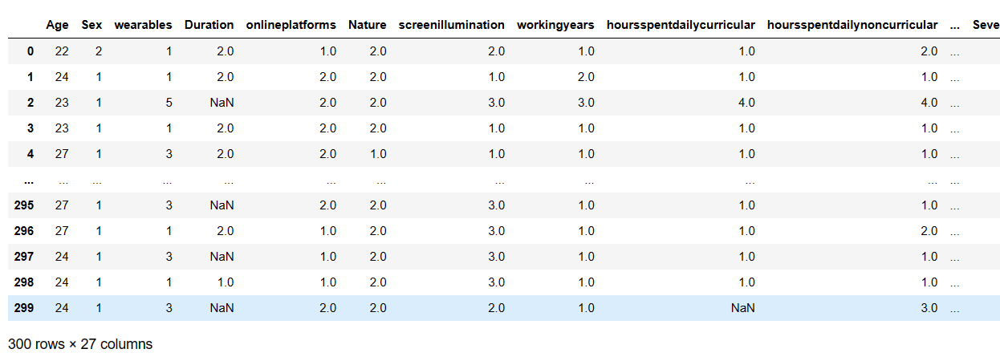 Age Sex wearables Duration onlineplatforms Nature screenillumination workingyears hoursspentdailycurricular hoursspentdailynoncurricular ... Seve
0 22 2 1 2.0 1.0 2.0 2.0 1.0 1.0 2.0 ...
1 24 1 1 2.0 2.0 2.0 1.0 2.0 1.0 1.0 ...
2 23 1 5 NaN 2.0 2.0 3.0 3.0 4.0 4.0 ...
3 23 1 1 2.0 2.0 2.0 1.0 1.0 1.0 1.0 ...
4 27 1 3 2.0 2.0 1.0 1.0 1.0 1.0 1.0 ...
... ... ... ... ... ... ... ... ... ... ... ...
295 27 1 3 NaN 2.0 2.0 3.0 1.0 1.0 1.0 ...
296 27 1 1 2.0 1.0 2.0 3.0 1.0 1.0 2.0 ...
297 24 1 3 NaN 1.0 2.0 3.0 1.0 1.0 1.0 ...
298 24 1 1 1.0 1.0 2.0 3.0 1.0 1.0 1.0 ...
299 24 1 3 NaN 2.0 2.0 2.0 1.0 NaN 3.0 ...
300 rows × 27 columns